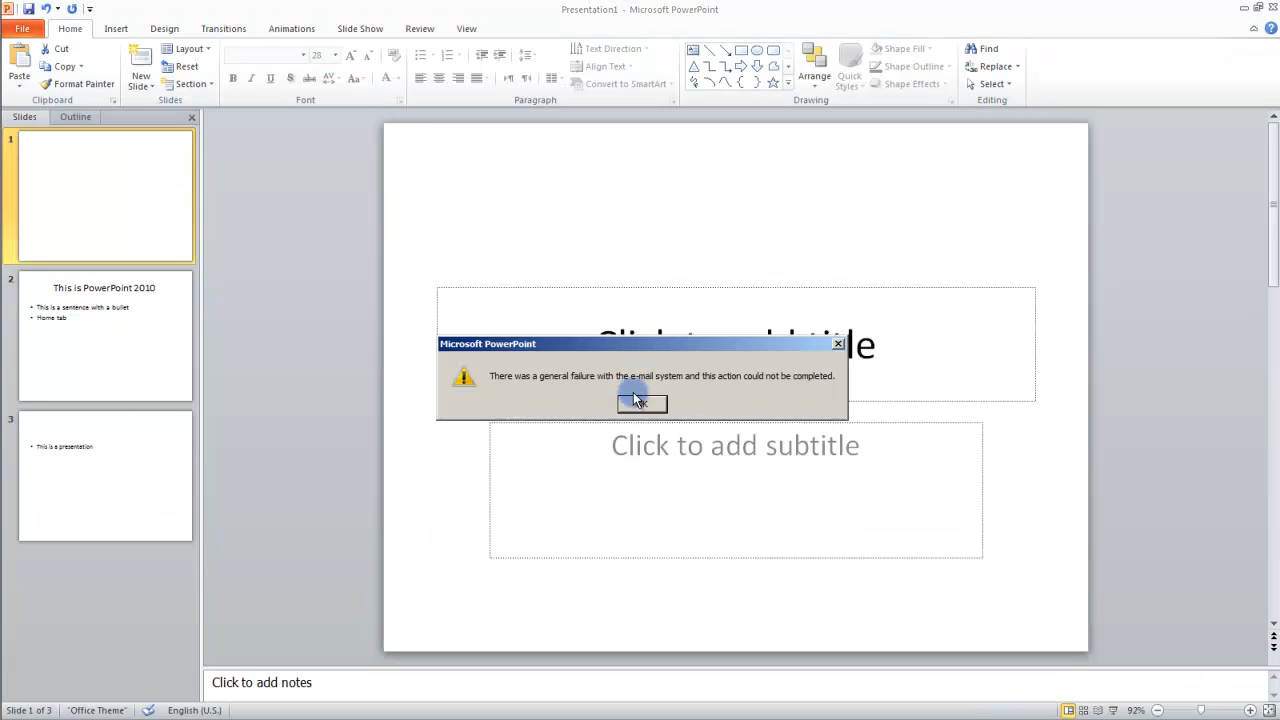 Presentation1 - Microsoft PowerPoint
File Home Insert Design Transitions Animations Slide Show Review View
Cut
Copy
Format Painter
Paste
Clipboard
New
Slide
Layout
Reset
Section
Slides
28
B I U S abc AV Aa A
Font
Text Direction
Align Text
Convert to SmartArt
Paragraph
Arrange
Quick
Styles
Shape Fill
Shape Outline
Shape Effects
Drawing
Find
Replace
Select
Editing
Slides Outline
1
2
This is PowerPoint 2010
• This is a sentence with a bullet
• Home tab
3
• This is a presentation
Microsoft PowerPoint
There was a general failure with the e-mail system and this action could not be completed.
Click to add subtitle
Click to add notes
Slide 1 of 3 "Office Theme" English (U.S.) 92%